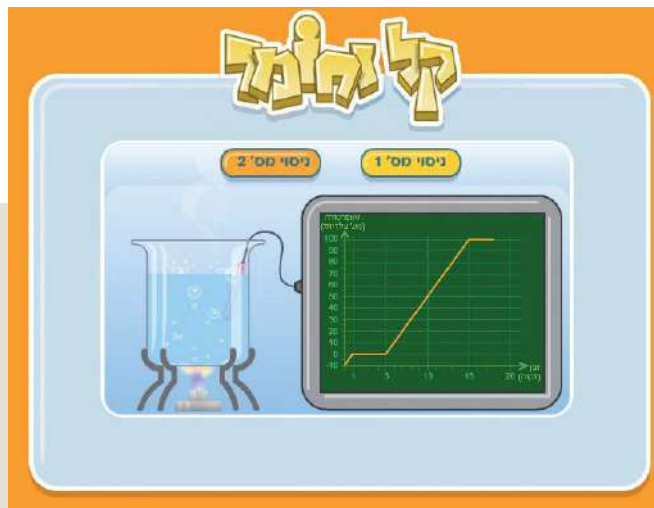 קל וחומר
ניסוי מס' 1
ניסוי מס' 2
טמפרטורה
(מע' צלזיוס)
100
90
80
70
60
50
40
30
20
10
0
-10
1 5 10 15 20
זמן
(דקות)